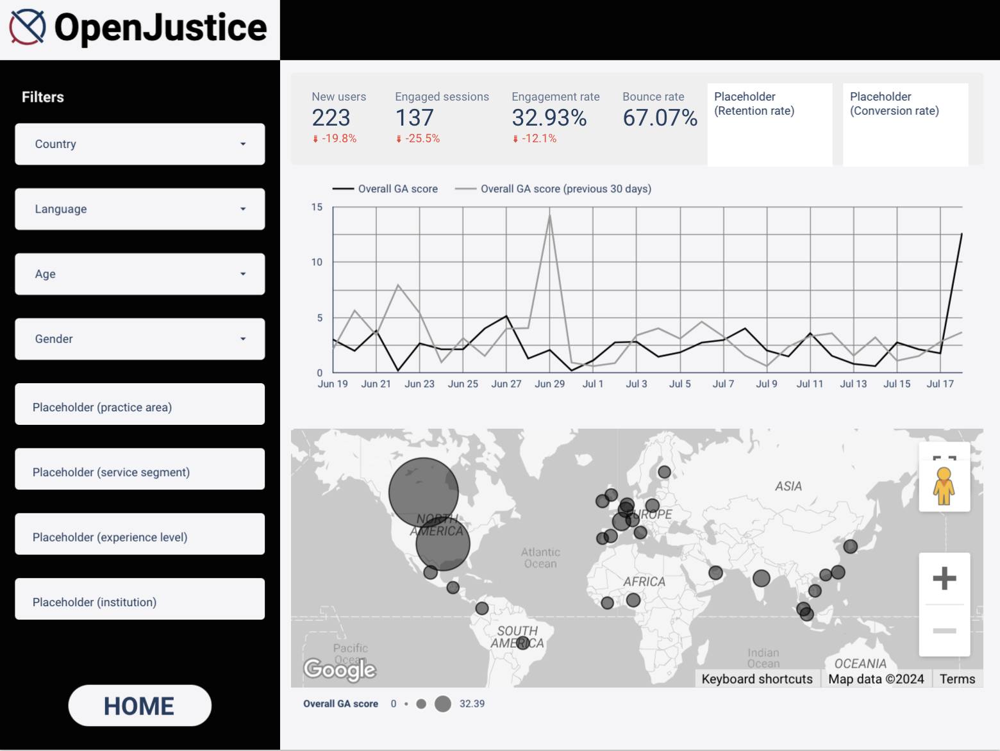 OpenJustice
Filters
Country
Language
Age
Gender
Placeholder (practice area)
Placeholder (service segment)
Placeholder (experience level)
Placeholder (institution)
HOME
New users
223
-19.8%
Engaged sessions
137
-25.5%
Engagement rate
32.93%
-12.1%
Bounce rate
67.07%
Placeholder
(Retention rate)
Placeholder
(Conversion rate)
Overall GA score
Overall GA score (previous 30 days)
15
10
5
0
Jun 19
Jun 21
Jun 23
Jun 25
Jun 27
Jun 29
Jul 1
Jul 3
Jul 5
Jul 7
Jul 9
Jul 11
Jul 13
Jul 15
Jul 17
NORTH
AMERICA
Atlantic
Ocean
EUROPE
ASIA
AFRICA
SOUTH
AMERICA
Pacific
Ocean
Indian
Ocean
OCEANIA
Google
Keyboard shortcuts
Map data ©2024
Terms
Overall GA score
0
32.39